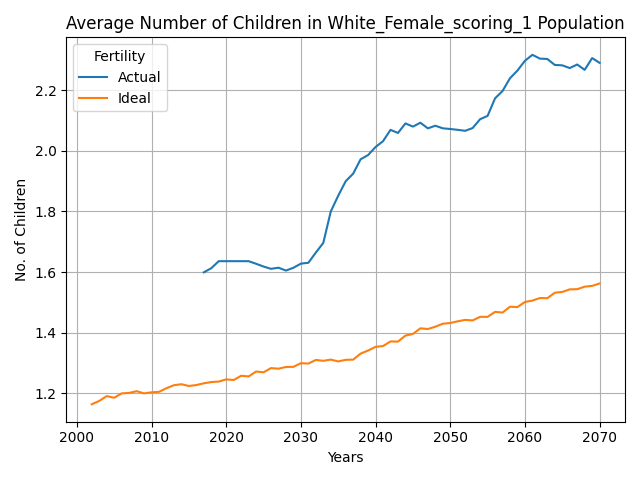 Average Number of Children in White_Female_scoring_1 Population
Fertility
Actual
Ideal
No. of Children
2.2
2.0
1.8
1.6
1.4
1.2
2000 2010 2020 2030 2040 2050 2060 2070
Years